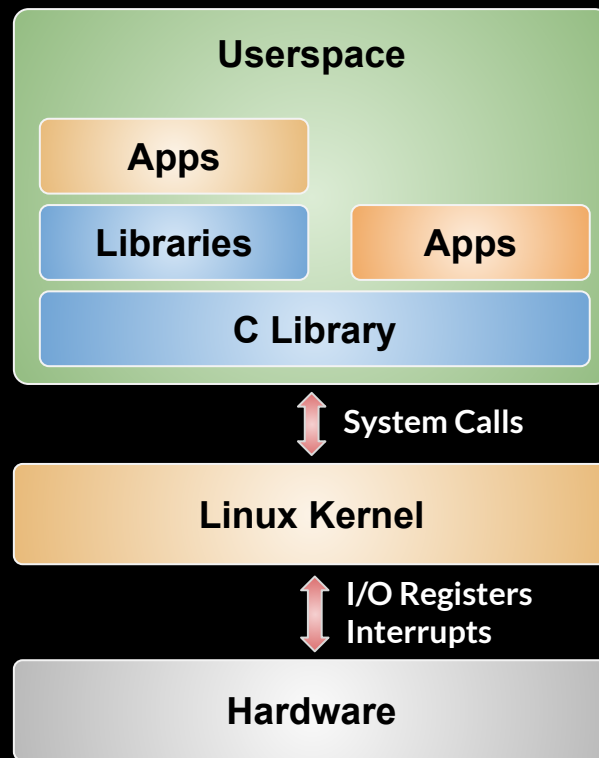 Userspace
Apps
Libraries
Apps
C Library
System Calls
Linux Kernel
I/O Registers
Interrupts
Hardware